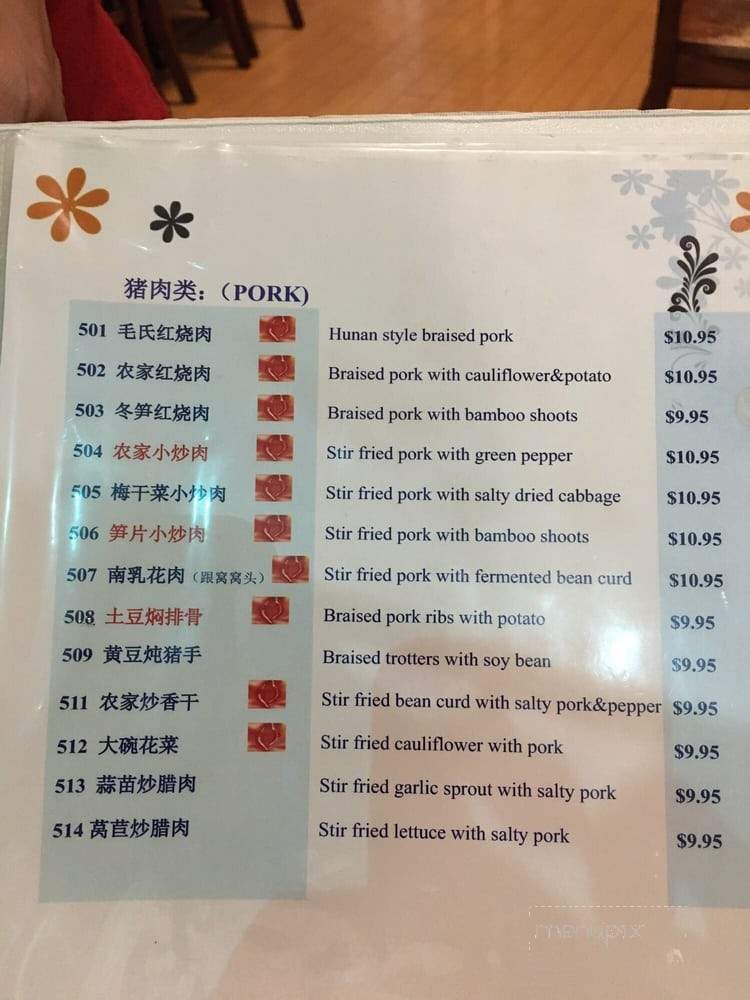 猪肉类：（PORK)
501 毛氏红烧肉 Hunan style braised pork $10.95
502 农家红烧肉 Braised pork with cauliflower&potato $10.95
503 冬笋红烧肉 Braised pork with bamboo shoots $9.95
504 农家小炒肉 Stir fried pork with green pepper $10.95
505 梅干菜小炒肉 Stir fried pork with salty dried cabbage $10.95
506 笋片小炒肉 Stir fried pork with bamboo shoots $10.95
507 南乳花肉（跟窝窝头） Stir fried pork with fermented bean curd $10.95
508 土豆焖排骨 Braised pork ribs with potato $9.95
509 黄豆炖猪手 Braised trotters with soy bean $9.95
511 农家炒香干 Stir fried bean curd with salty pork&pepper $9.95
512 大碗花菜 Stir fried cauliflower with pork $9.95
513 蒜苗炒腊肉 Stir fried garlic sprout with salty pork $9.95
514 莴苣炒腊肉 Stir fried lettuce with salty pork $9.95
menupix